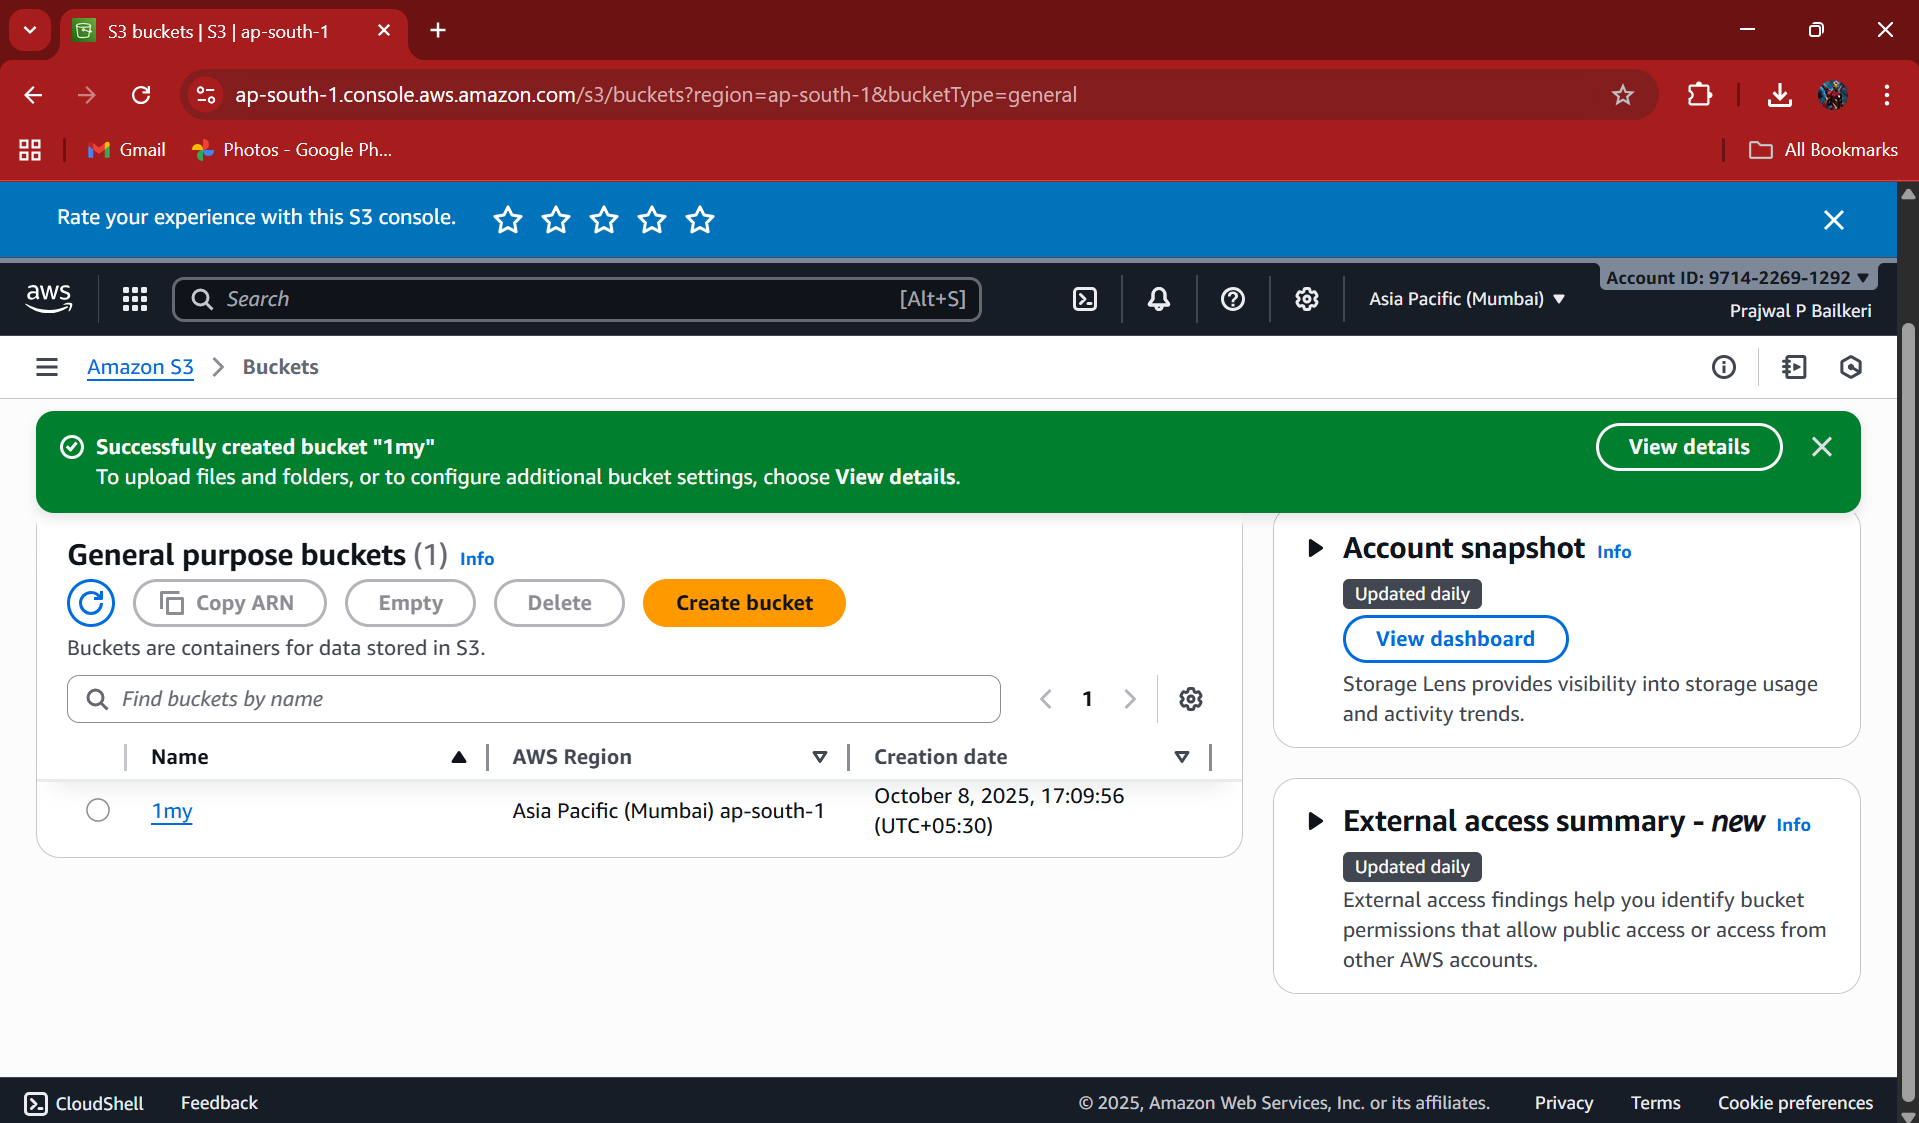 S3 buckets | S3 | ap-south-1
ap-south-1.console.aws.amazon.com/s3/buckets?region=ap-south-1&bucketType=general
Gmail
Photos - Google Ph...
All Bookmarks
Rate your experience with this S3 console.
aws
Search
[Alt+S]
Asia Pacific (Mumbai)
Account ID: 9714-2269-1292
Prajwal P Bailkeri
Amazon S3
Buckets
Successfully created bucket "1my"
To upload files and folders, or to configure additional bucket settings, choose View details.
View details
General purpose buckets (1) Info
Copy ARN
Empty
Delete
Create bucket
Buckets are containers for data stored in S3.
Find buckets by name
1
Name
AWS Region
Creation date
1my
Asia Pacific (Mumbai) ap-south-1
October 8, 2025, 17:09:56
(UTC+05:30)
Account snapshot Info
Updated daily
View dashboard
Storage Lens provides visibility into storage usage
and activity trends.
External access summary - new Info
Updated daily
External access findings help you identify bucket
permissions that allow public access or access from
other AWS accounts.
CloudShell
Feedback
© 2025, Amazon Web Services, Inc. or its affiliates.
Privacy
Terms
Cookie preferences